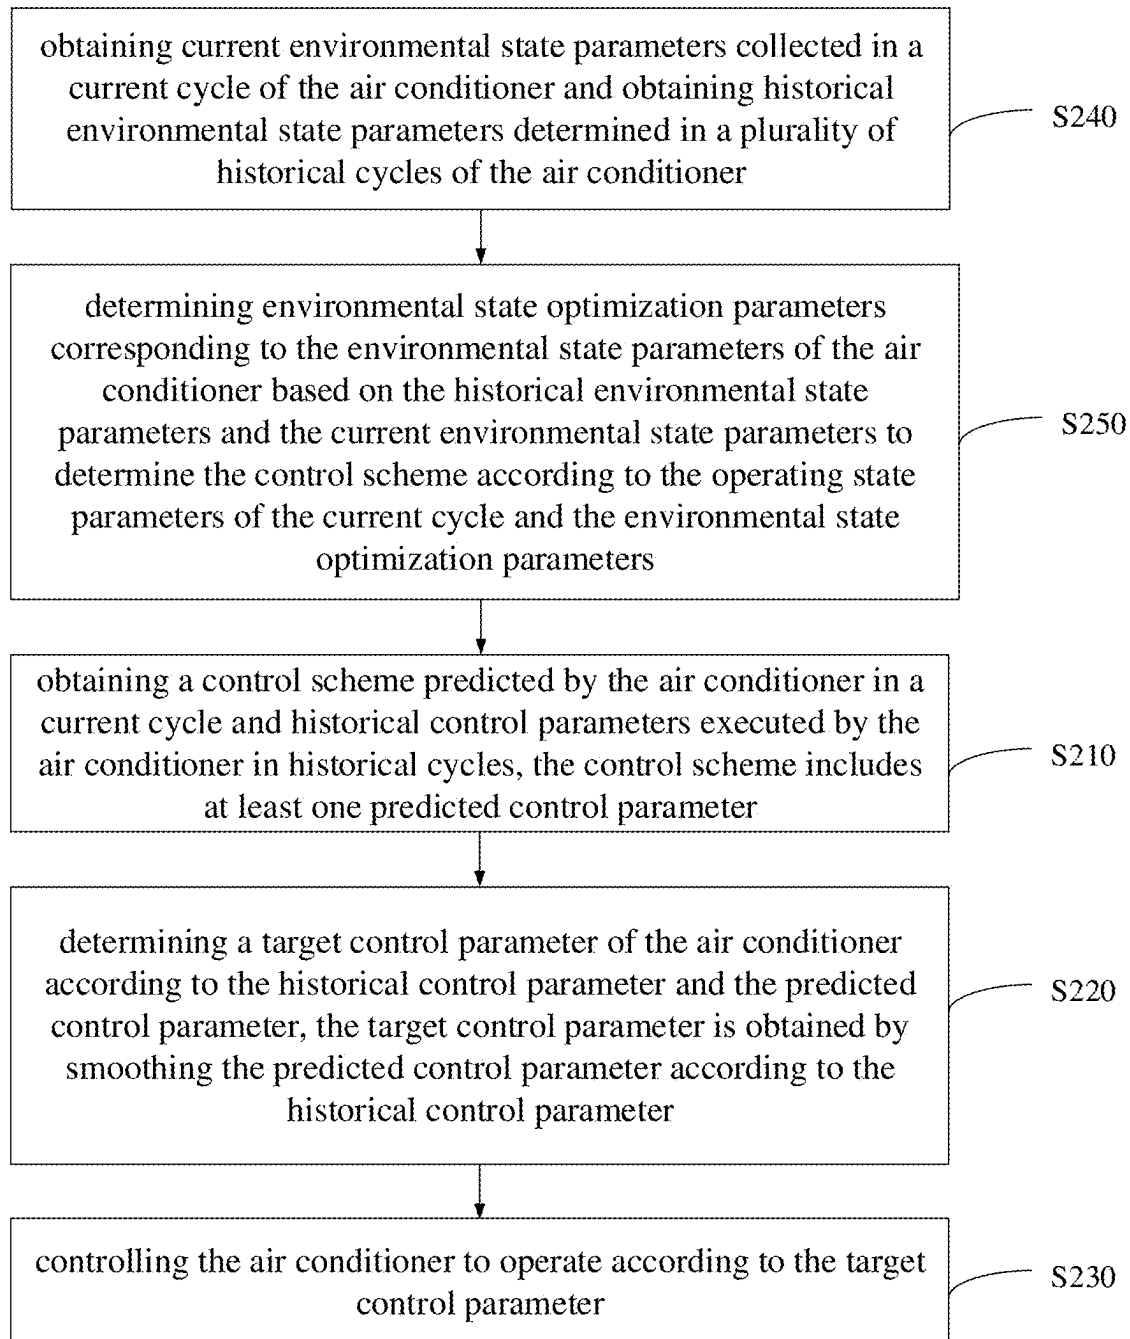 obtaining current environmental state parameters collected in a
current cycle of the air conditioner and obtaining historical
environmental state parameters determined in a plurality of
historical cycles of the air conditioner
S240
determining environmental state optimization parameters
corresponding to the environmental state parameters of the air
conditioner based on the historical environmental state
parameters and the current environmental state parameters to
determine the control scheme according to the operating state
parameters of the current cycle and the environmental state
optimization parameters
S250
obtaining a control scheme predicted by the air conditioner in a
current cycle and historical control parameters executed by the
air conditioner in historical cycles, the control scheme includes
at least one predicted control parameter
S210
determining a target control parameter of the air conditioner
according to the historical control parameter and the predicted
control parameter, the target control parameter is obtained by
smoothing the predicted control parameter according to the
historical control parameter
S220
controlling the air conditioner to operate according to the target
control parameter
S230